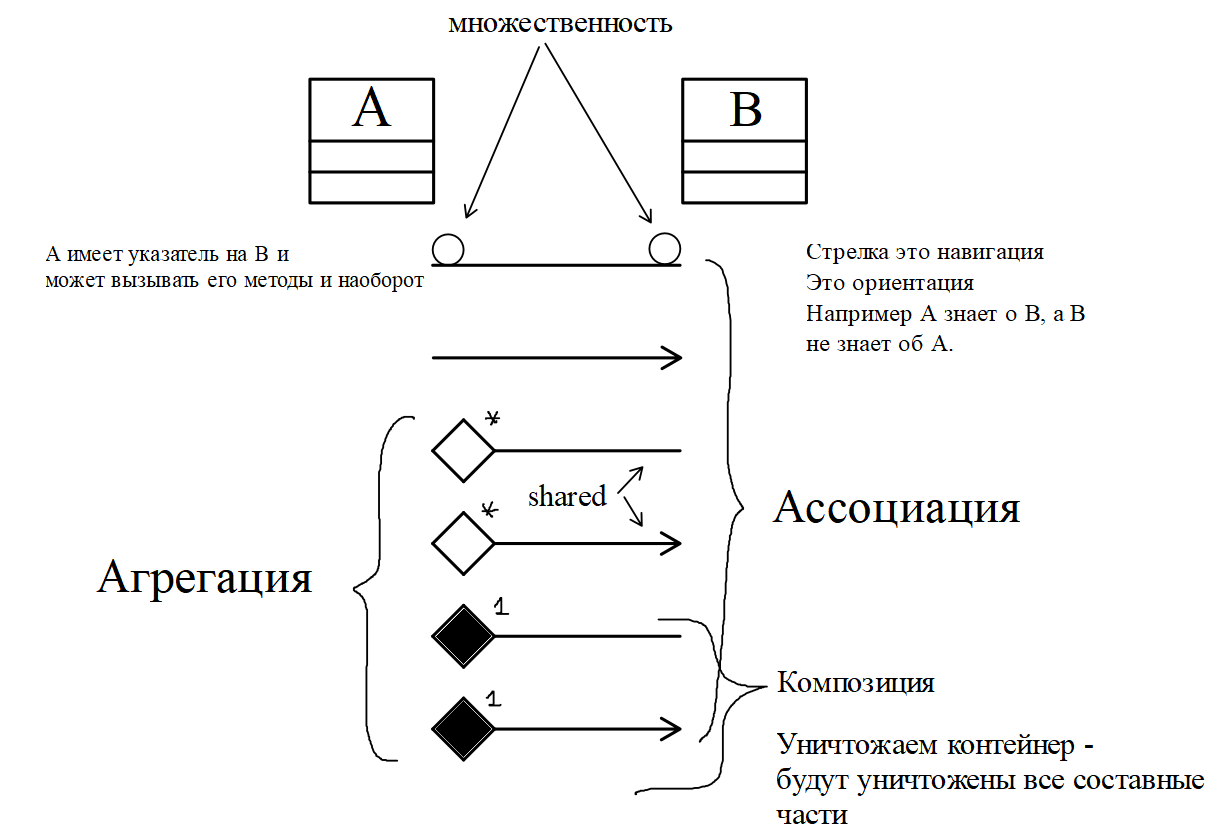 множественность
A
B
А имеет указатель на В и
может вызывать его методы и наоборот
Стрелка это навигация
Это ориентация
Например А знает о В, а В
не знает об А.
*
shared
*
Ассоциация
Агрегация
1
Композиция
1
Уничтожаем контейнер -
будут уничтожены все составные
части